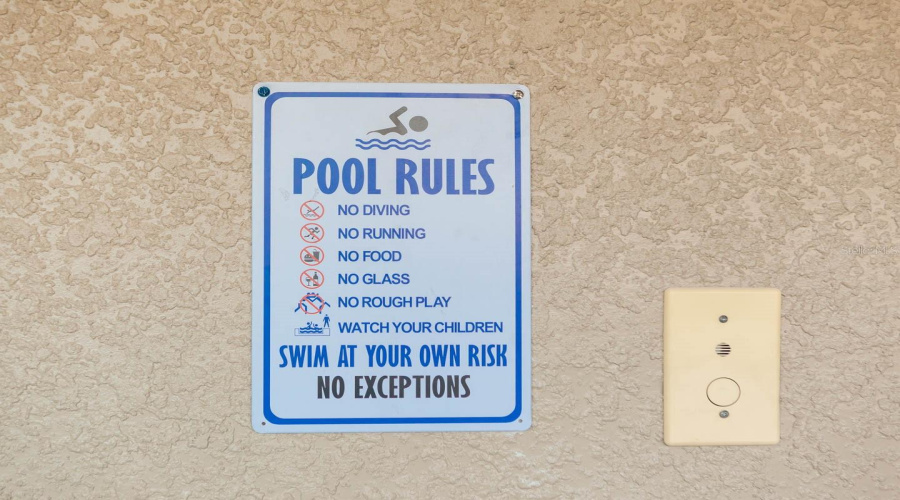 POOL RULES
NO DIVING
NO RUNNING
NO FOOD
NO GLASS
NO ROUGH PLAY
WATCH YOUR CHILDREN
SWIM AT YOUR OWN RISK
NO EXCEPTIONS